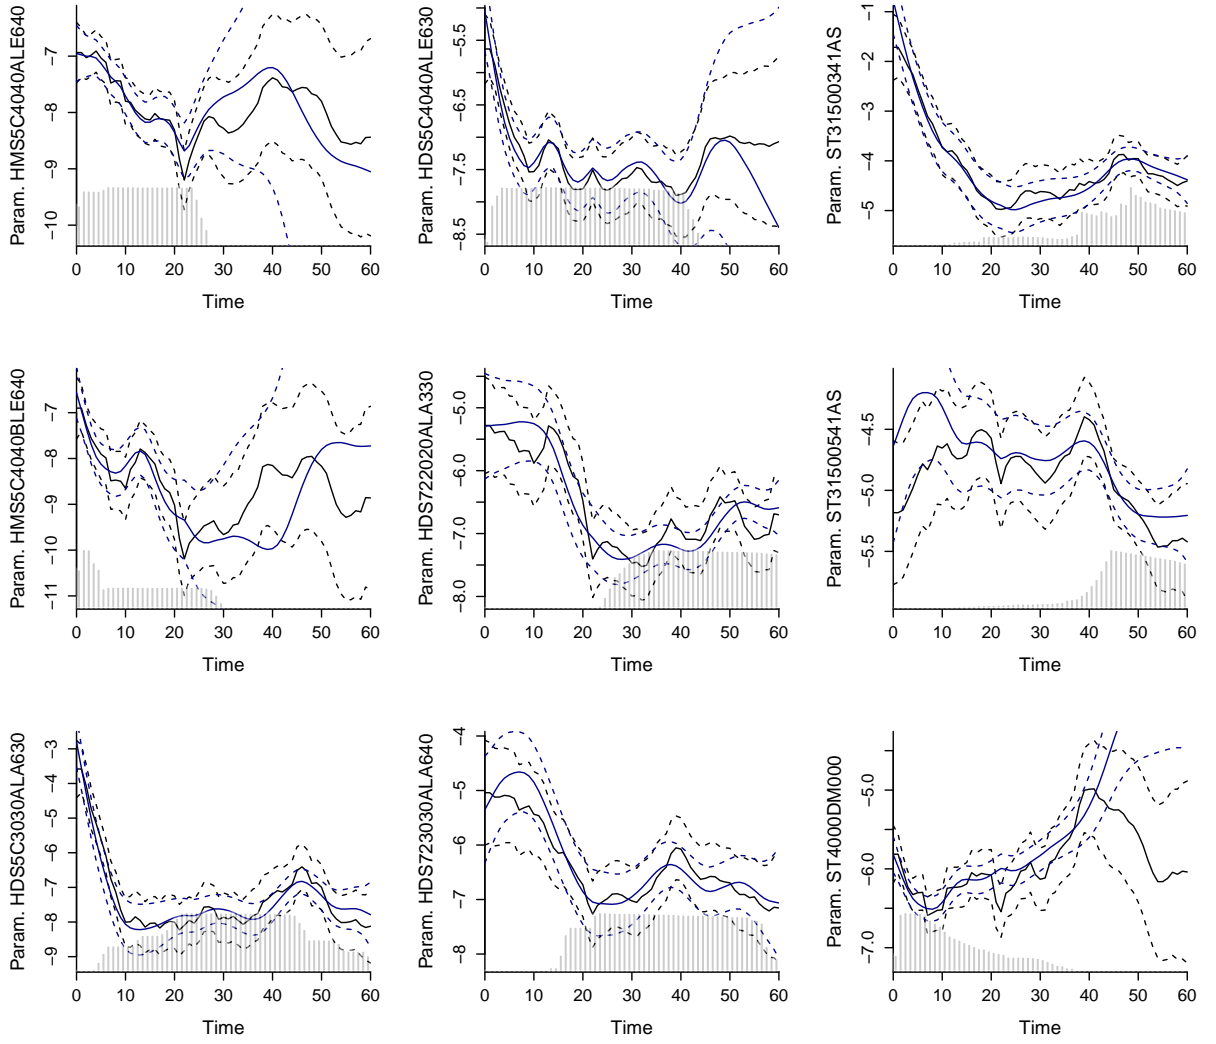 Param. HMS5C4040ALE640
−7
−8
−9
−10
0 10 20 30 40 50 60
Time
Param. HDS5C4040ALE630
−5.5
−6.5
−7.5
−8.5
0 10 20 30 40 50 60
Time
Param. ST31500341AS
−1
−2
−3
−4
−5
0 10 20 30 40 50 60
Time
Param. HMS5C4040BLE640
−7
−8
−9
−10
−11
0 10 20 30 40 50 60
Time
Param. HDS722020ALA330
−5.0
−6.0
−7.0
−8.0
0 10 20 30 40 50 60
Time
Param. ST31500541AS
−4.5
−5.0
−5.5
0 10 20 30 40 50 60
Time
Param. HDS5C3030ALA630
−3
−4
−5
−6
−7
−8
−9
0 10 20 30 40 50 60
Time
Param. HDS723030ALA640
−4
−5
−6
−7
−8
0 10 20 30 40 50 60
Time
Param. ST4000DM000
−5.0
−6.0
−7.0
0 10 20 30 40 50 60
Time